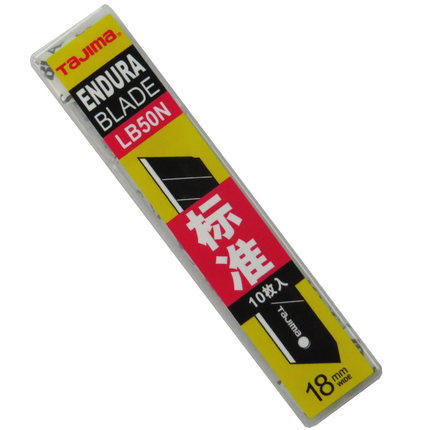 TAJIMA
ENDURA
BLADE
LB50N
标准
10枚入
TAJIMA
18mm
WIDE